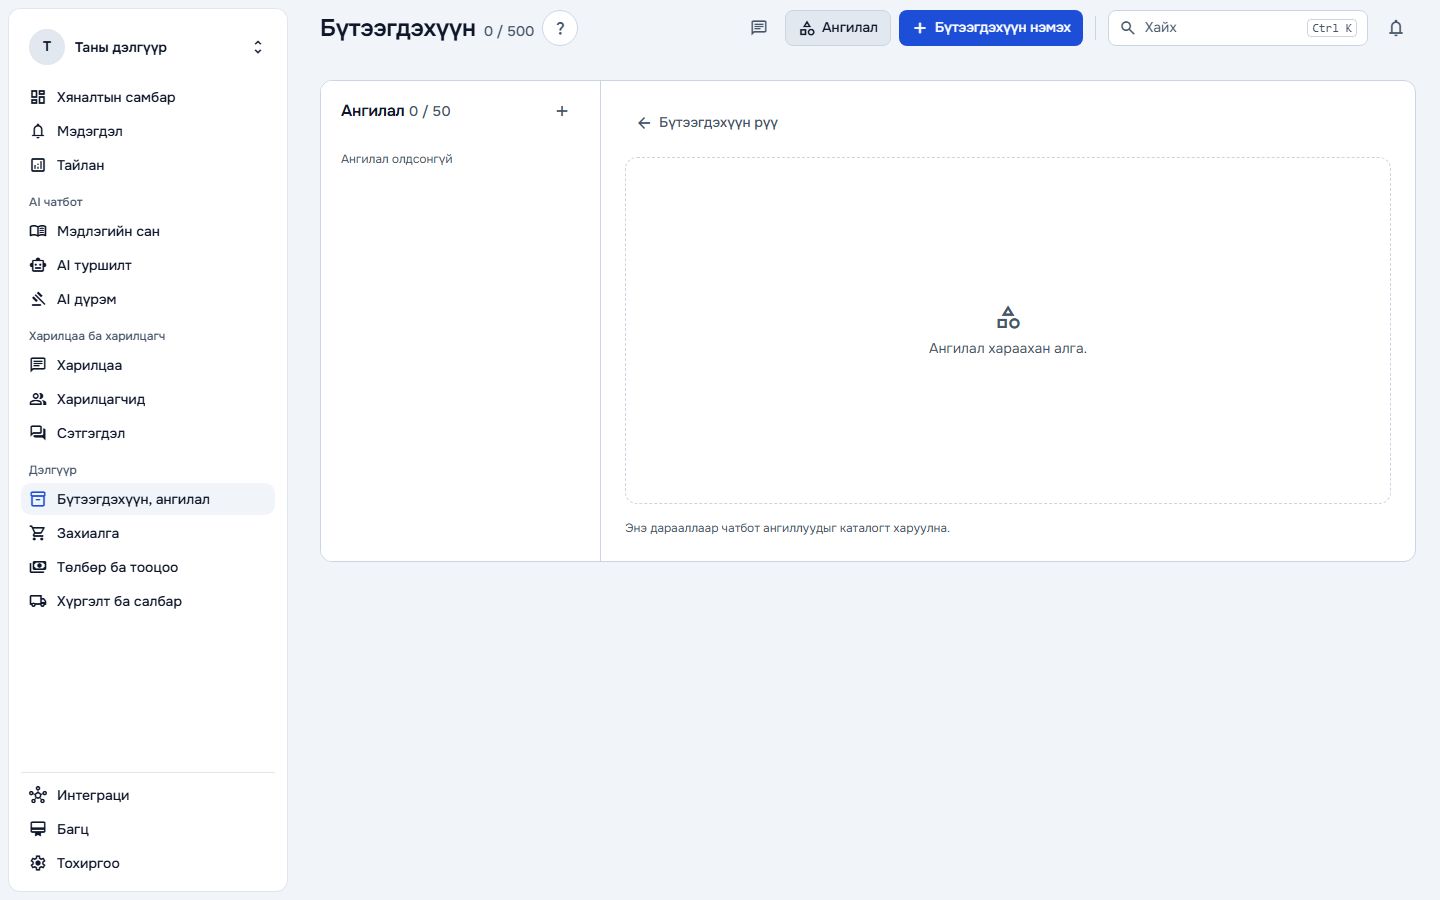 Т
Таны дэлгүүр
Хяналтын самбар
Мэдэгдэл
Тайлан
AI чатбот
Мэдлэгийн сан
AI туршилт
AI дүрэм
Харилцаа ба харилцагч
Харилцаа
Харилцагчид
Сэтгэгдэл
Дэлгүүр
Бүтээгдэхүүн, ангилал
Захиалга
Төлбөр ба тооцоо
Хүргэлт ба салбар
Интеграци
Багц
Тохиргоо
Бүтээгдэхүүн 0 / 500 ?
Ангилал
Бүтээгдэхүүн нэмэх
Хайх
Ctrl K
Ангилал 0 / 50
Ангилал олдсонгүй
Бүтээгдэхүүн рүү
Ангилал хараахан алга.
Энэ дарааллаар чатбот ангиллуудыг каталогт харуулна.